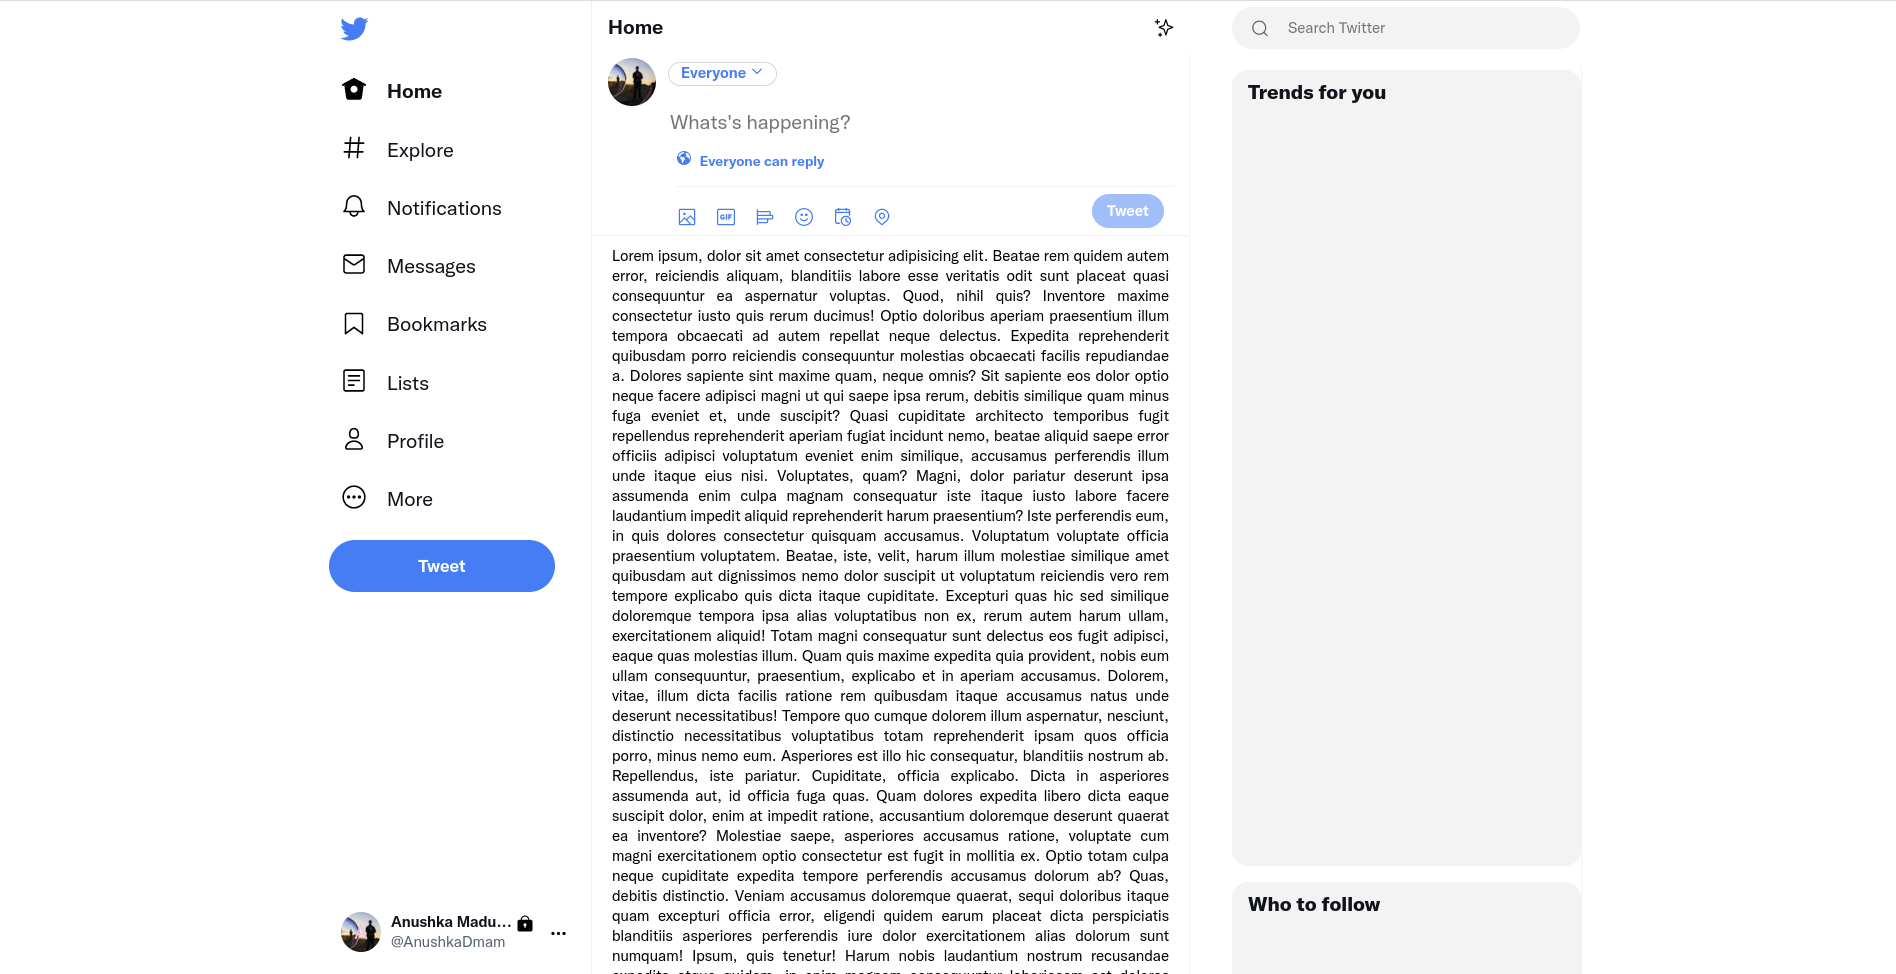 Home
Explore
Notifications
Messages
Bookmarks
Lists
Profile
More
Tweet
Anushka Madu...
@AnushkaDmam
Home
Everyone
Whats's happening?
Everyone can reply
GIF
Tweet
Lorem ipsum, dolor sit amet consectetur adipisicing elit. Beatae rem quidem autem
error, reiciendis aliquam, blanditiis labore esse veritatis odit sunt placeat quasi
consequuntur ea aspernatur voluptas. Quod, nihil quis? Inventore maxime
consectetur iusto quis rerum ducimus! Optio doloribus aperiam praesentium illum
tempora obcaecati ad autem repellat neque delectus. Expedita reprehenderit
quibusdam porro reiciendis consequuntur molestias obcaecati facilis repudiandae
a. Dolores sapiente sint maxime quam, neque omnis? Sit sapiente eos dolor optio
neque facere adipisci magni ut qui saepe ipsa rerum, debitis similique quam minus
fuga eveniet et, unde suscipit? Quasi cupiditate architecto temporibus fugit
repellendus reprehenderit aperiam fugiat incidunt nemo, beatae aliquid saepe error
officiis adipisci voluptatum eveniet enim similique, accusamus perferendis illum
unde itaque eius nisi. Voluptates, quam? Magni, dolor pariatur deserunt ipsa
assumenda enim culpa magnam consequatur iste itaque iusto labore facere
laudantium impedit aliquid reprehenderit harum praesentium? Iste perferendis eum,
in quis dolores consectetur quisquam accusamus. Voluptatum voluptate officia
praesentium voluptatem. Beatae, iste, velit, harum illum molestiae similique amet
quibusdam aut dignissimos nemo dolor suscipit ut voluptatum reiciendis vero rem
tempore explicabo quis dicta itaque cupiditate. Excepturi quas hic sed similique
doloremque tempora ipsa alias voluptatibus non ex, rerum autem harum ullam,
exercitationem aliquid! Totam magni consequatur sunt delectus eos fugit adipisci,
eaque quas molestias illum. Quam quis maxime expedita quia provident, nobis eum
ullam consequuntur, praesentium, explicabo et in aperiam accusamus. Dolorem,
vitae, illum dicta facilis ratione rem quibusdam itaque accusamus natus unde
deserunt necessitatibus! Tempore quo cumque dolorem illum aspernatur, nesciunt,
distinctio necessitatibus voluptatibus totam reprehenderit ipsam quos officia
porro, minus nemo eum. Asperiores est illo hic consequatur, blanditiis nostrum ab.
Repellendus, iste pariatur. Cupiditate, officia explicabo. Dicta in asperiores
assumenda aut, id officia fuga quas. Quam dolores expedita libero dicta eaque
suscipit dolor, enim at impedit ratione, accusantium doloremque deserunt quaerat
ea inventore? Molestiae saepe, asperiores accusamus ratione, voluptate cum
magni exercitationem optio consectetur est fugit in mollitia ex. Optio totam culpa
neque cupiditate expedita tempore perferendis accusamus dolorum ab? Quas,
debitis distinctio. Veniam accusamus doloremque quaerat, sequi doloribus itaque
quam excepturi officia error, eligendi quidem earum placeat dicta perspiciatis
blanditiis asperiores perferendis iure dolor exercitationem alias dolorum sunt
numquam! Ipsum, quis tenetur! Harum nobis laudantium nostrum recusandae
Search Twitter
Trends for you
Who to follow